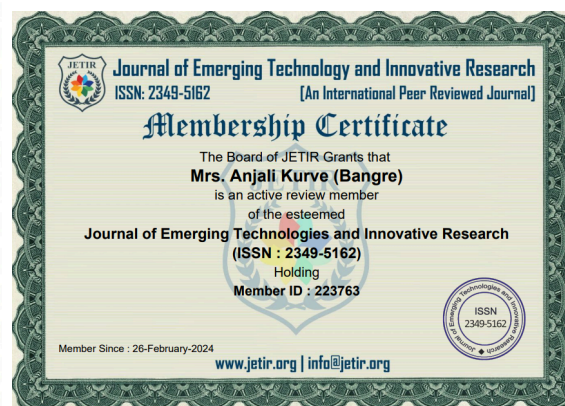 JETIR
Journal of Emerging Technology and Innovative Research
ISSN: 2349-5162 [An International Peer Reviewed Journal]
Membership Certificate
The Board of JETIR Grants that
Mrs. Anjali Kurve (Bangre)
is an active review member
of the esteemed
Journal of Emerging Technologies and Innovative Research
(ISSN : 2349-5162)
Holding
Member ID : 223763
Journal of Emerging Technologies and Innovative Research
ISSN
2349-5162
Member Since : 26-February-2024
www.jetir.org | info@jetir.org